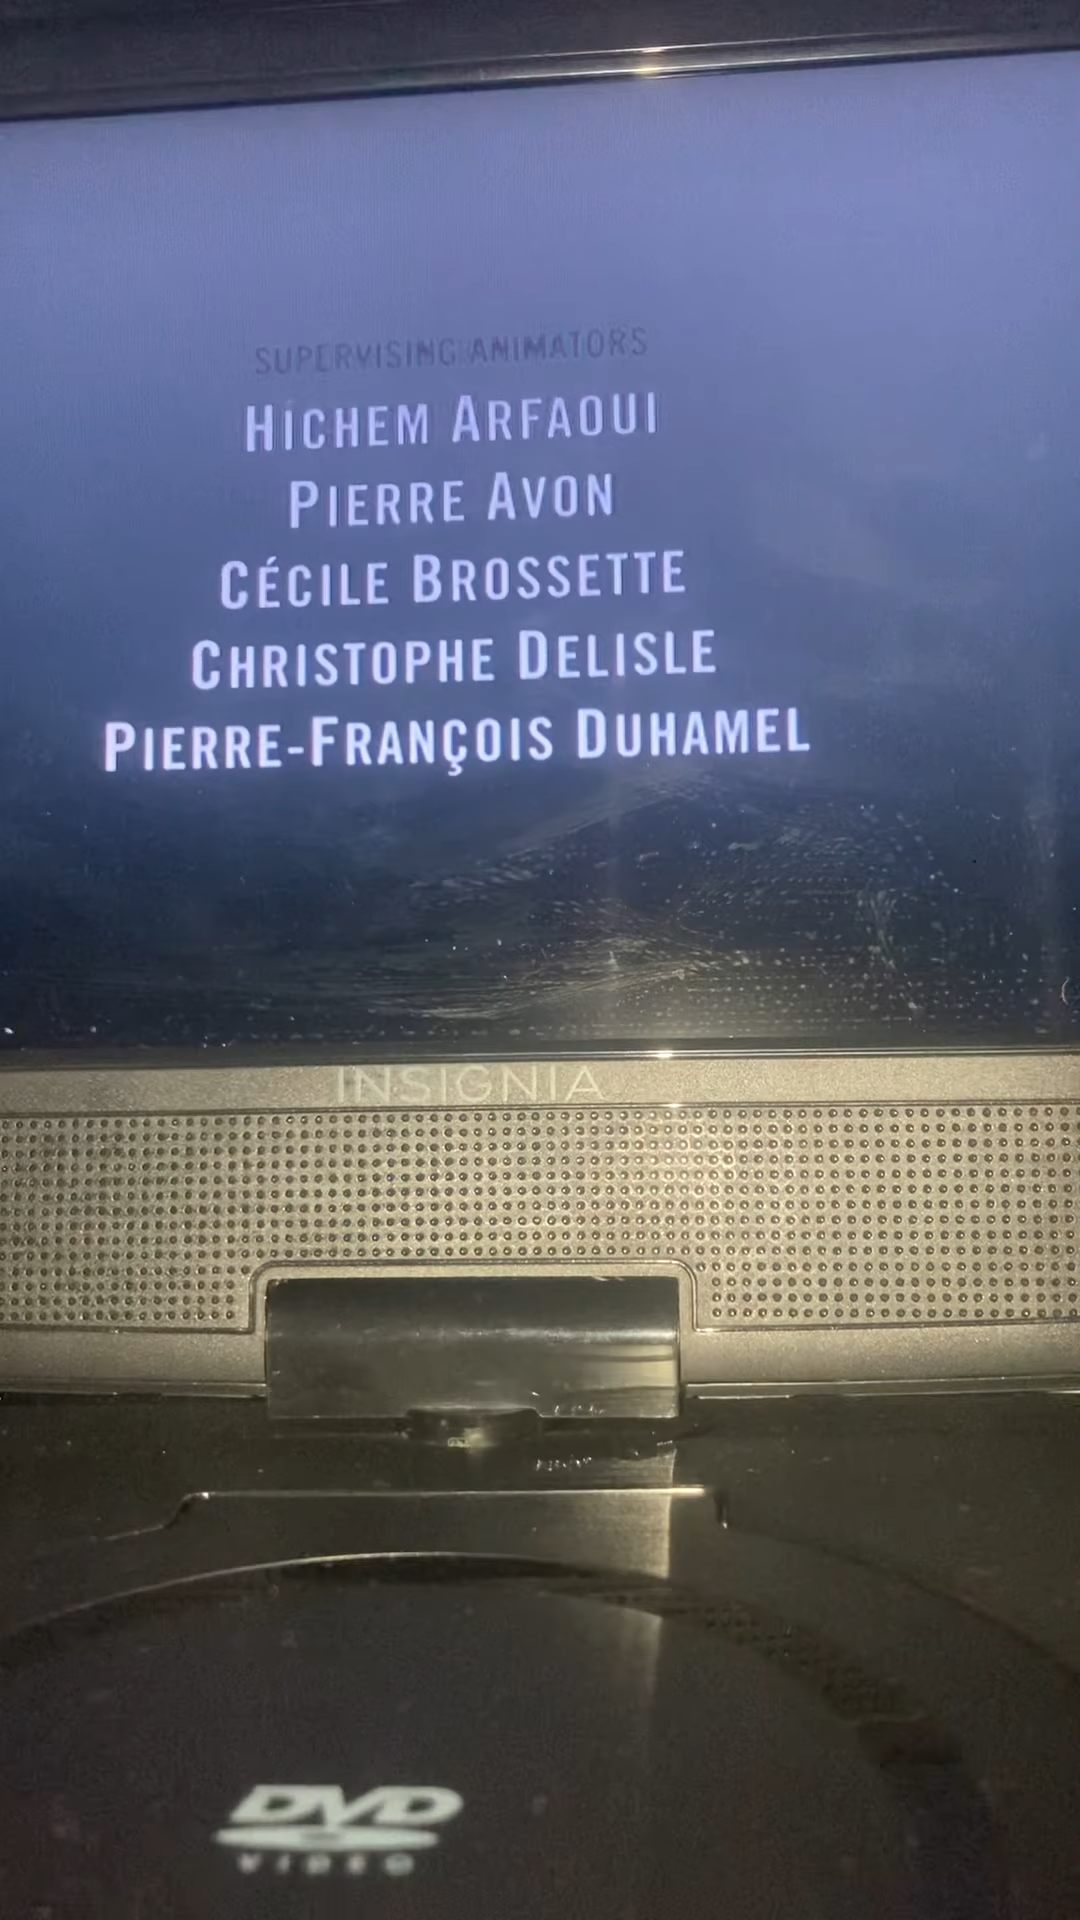 SUPERVISING ANIMATORS
HICHEM ARFAOUI
PIERRE AVON
CÉCILE BROSSETTE
CHRISTOPHE DELISLE
PIERRE-FRANÇOIS DUHAMEL
INSIGNIA
DVD
VIDEO